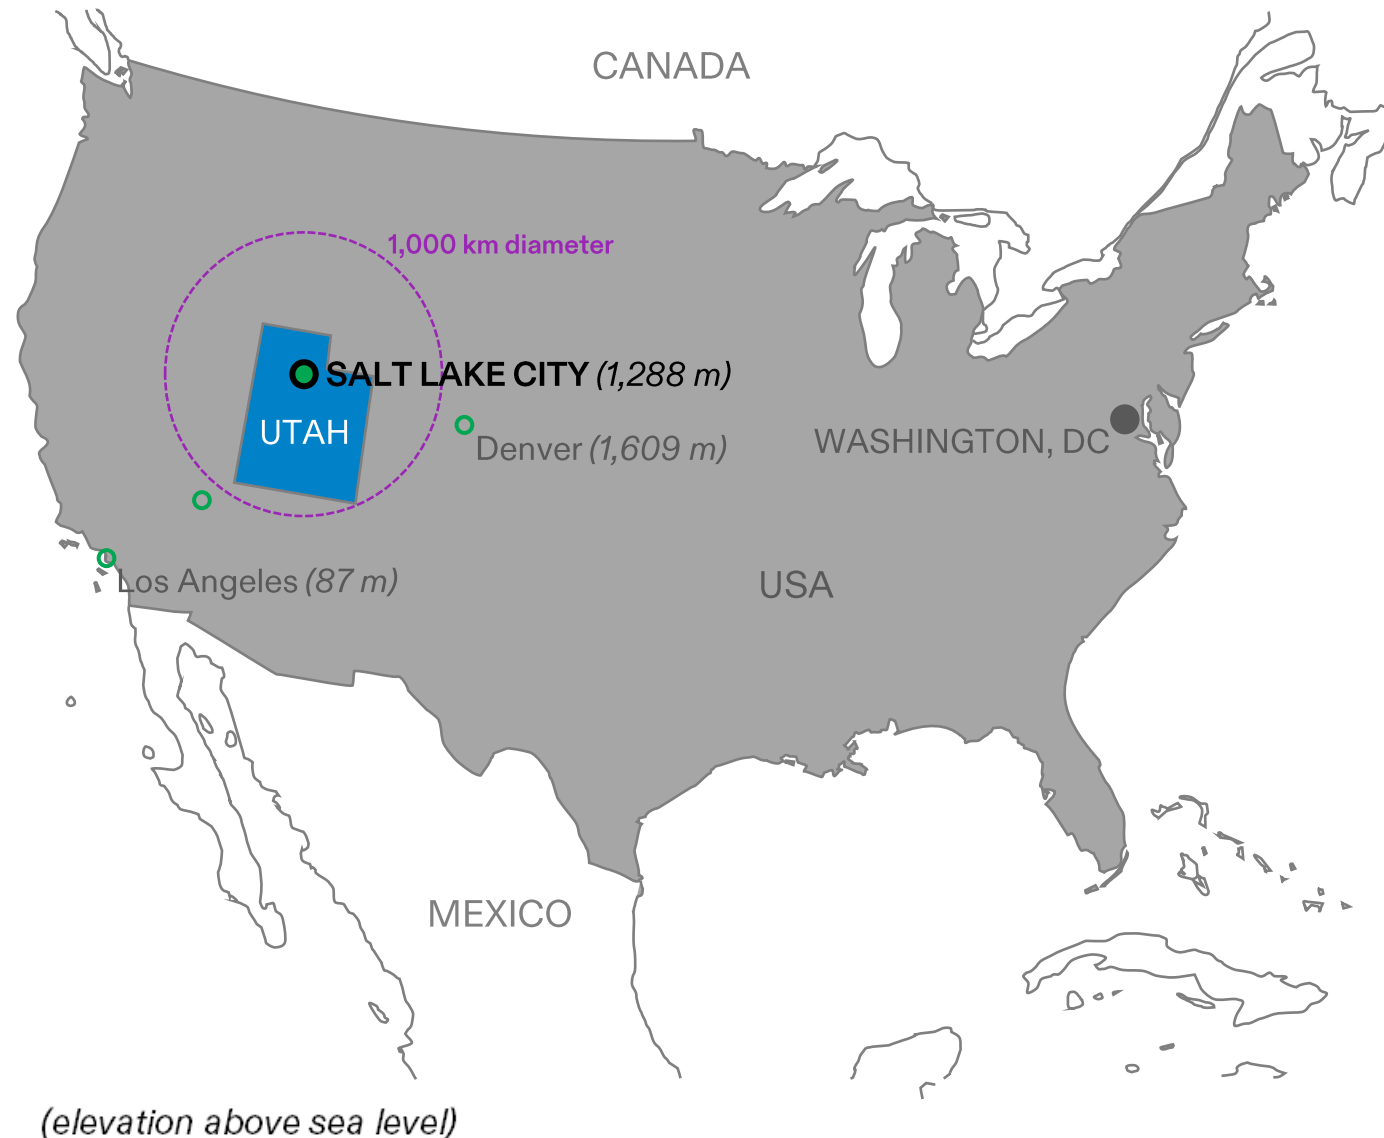 CANADA
1,000 km diameter
SALT LAKE CITY (1,288 m)
UTAH
Denver (1,609 m)
WASHINGTON, DC
Los Angeles (87 m)
USA
MEXICO
(elevation above sea level)